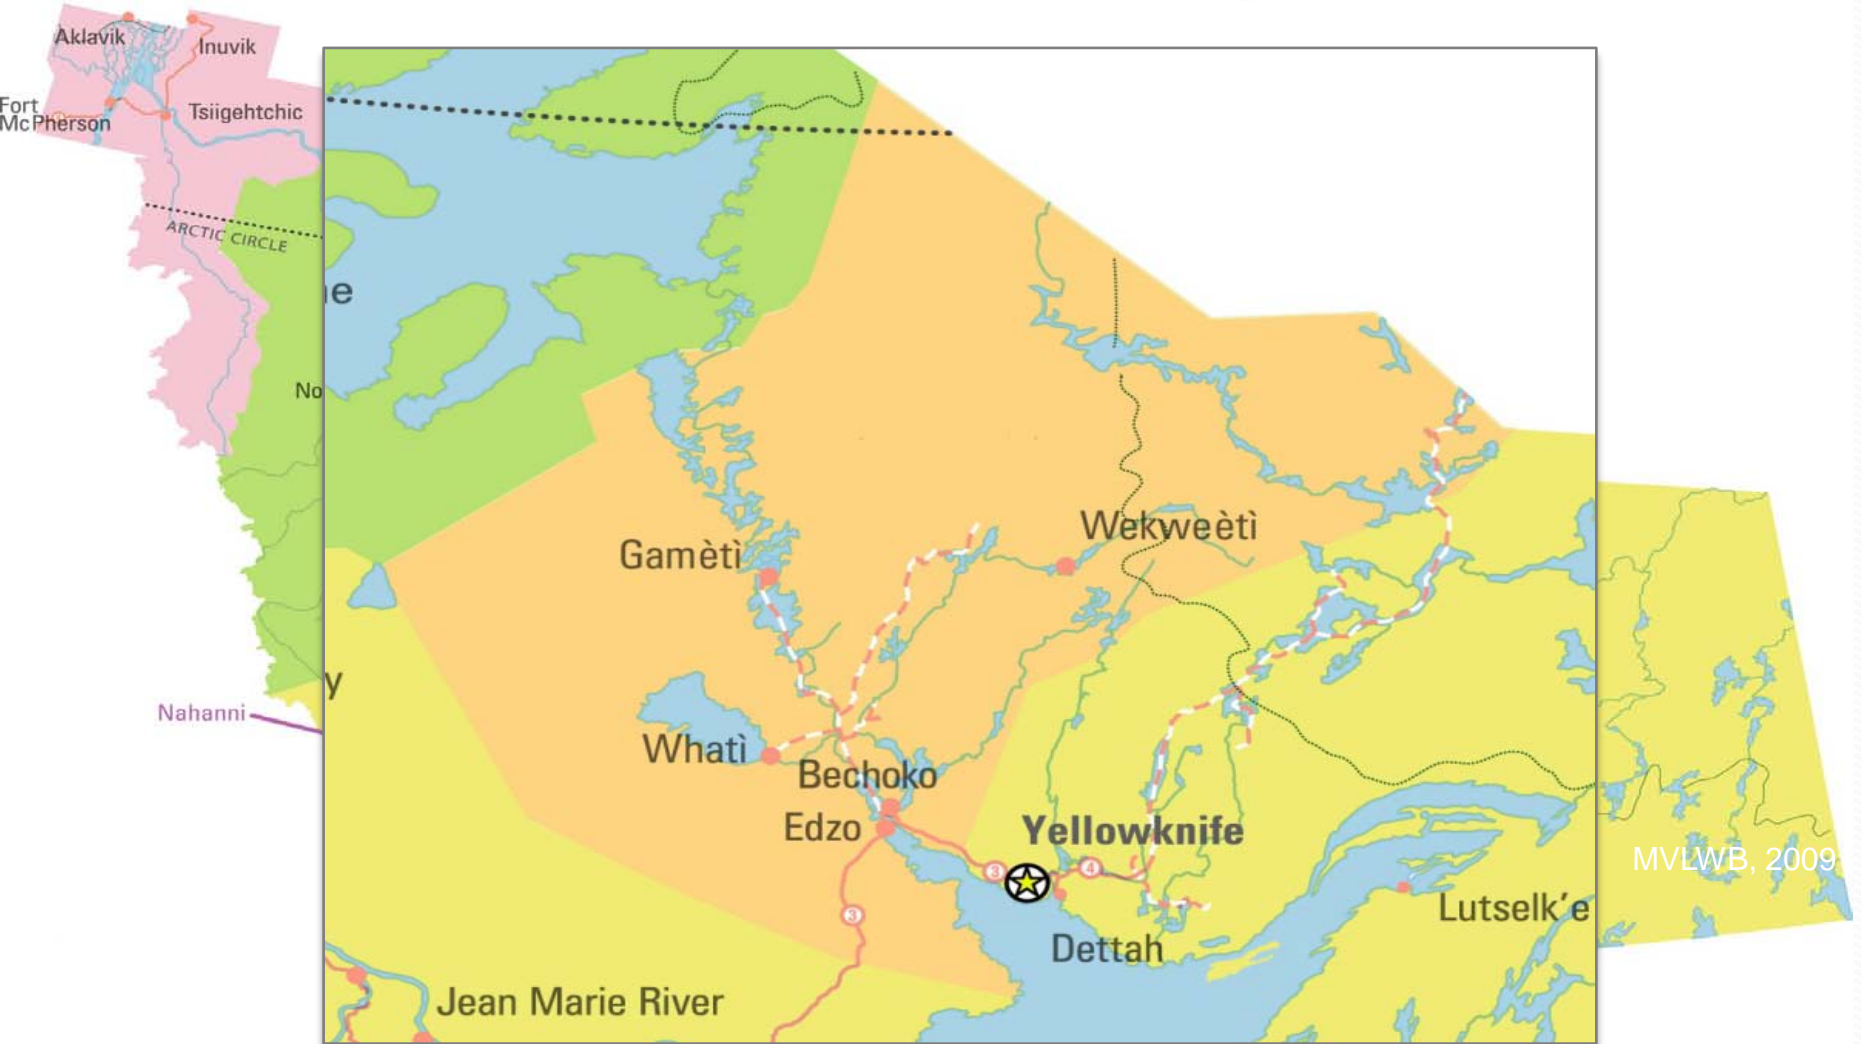 Aklavik
Inuvik
Fort
McPherson
Tsiigehtchic
ARCTIC CIRCLE
No
y
Nahanni
Gamètì
Wekweètì
Whatì
Bechoko
Edzo
Yellowknife
3
4
3
MVLWB, 2009
Lutselk’e
Dettah
Jean Marie River